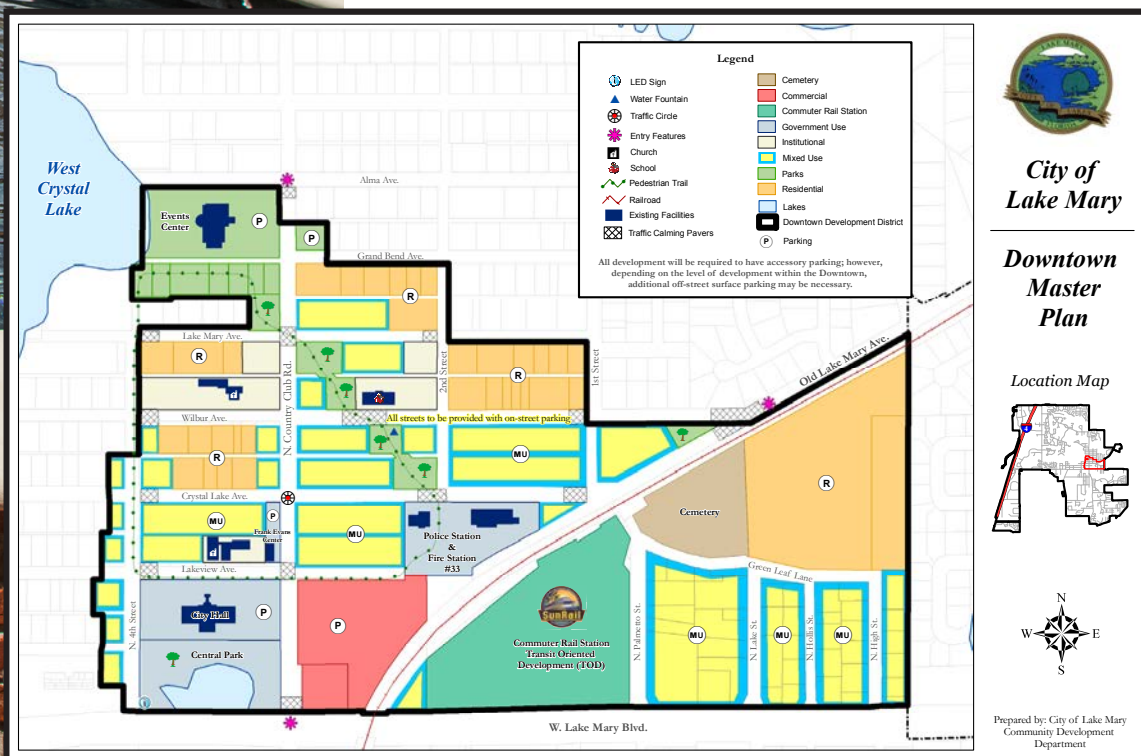 Legend
LED Sign
Water Fountain
Traffic Circle
Entry Features
Church
School
Pedestrian Trail
Railroad
Existing Facilities
Traffic Calming Pavers
Cemetery
Commercial
Commuter Rail Station
Government Use
Institutional
Mixed Use
Parks
Residential
Lakes
Downtown Development District
P
Parking
All development will be required to have accessory parking; however,
depending on the level of development within the Downtown,
additional off-street surface parking may be necessary.
West
Crystal
Lake
Alma Ave.
Events
Center
P
P
Grand Bend Ave.
R
Lake Mary Ave.
R
N. Country Club Rd.
2nd Street
1st Street
R
Old Lake Mary Ave.
Wilbur Ave.
All streets to be provided with on-street parking
R
MU
R
Crystal Lake Ave.
MU
P
Frank Evans
Center
MU
Police Station
&
Fire Station
#33
Cemetery
Lakeview Ave.
Green Leaf Lane
N. 4th Street
City Hall
P
P
Central Park
SunRail
Commuter Rail Station
Transit Oriented
Development (TOD)
N. Palmetto St.
MU
N. Lake St.
MU
N. Hollis St.
MU
N. High St.
W. Lake Mary Blvd.
City of
Lake Mary
Downtown
Master
Plan
Location Map
4
N
W
E
S
Prepared by: City of Lake Mary
Community Development
Department